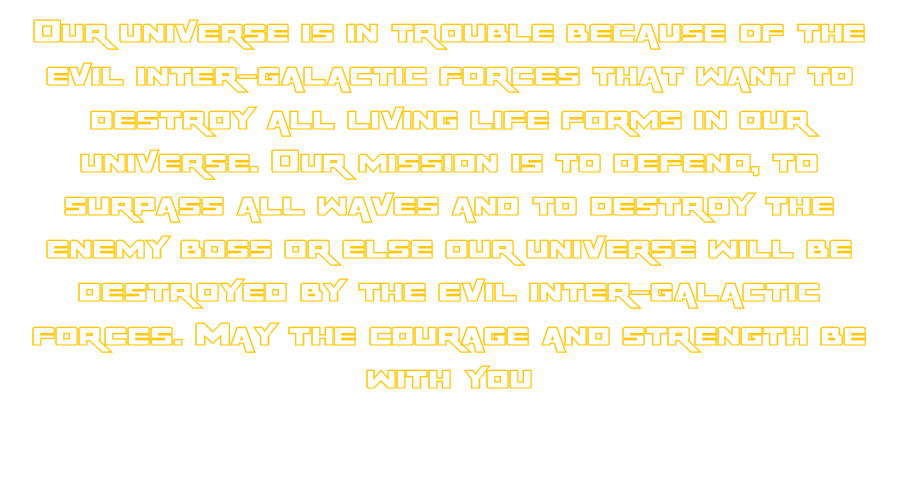 Our universe is in trouble because of the
evil inter-galactic forces that want to
destroy all living life forms in our
universe. Our mission is to defend, to
surpass all waves and to destroy the
enemy boss or else our universe will be
destroyed by the evil inter-galactic
forces. May the courage and strength be
with you